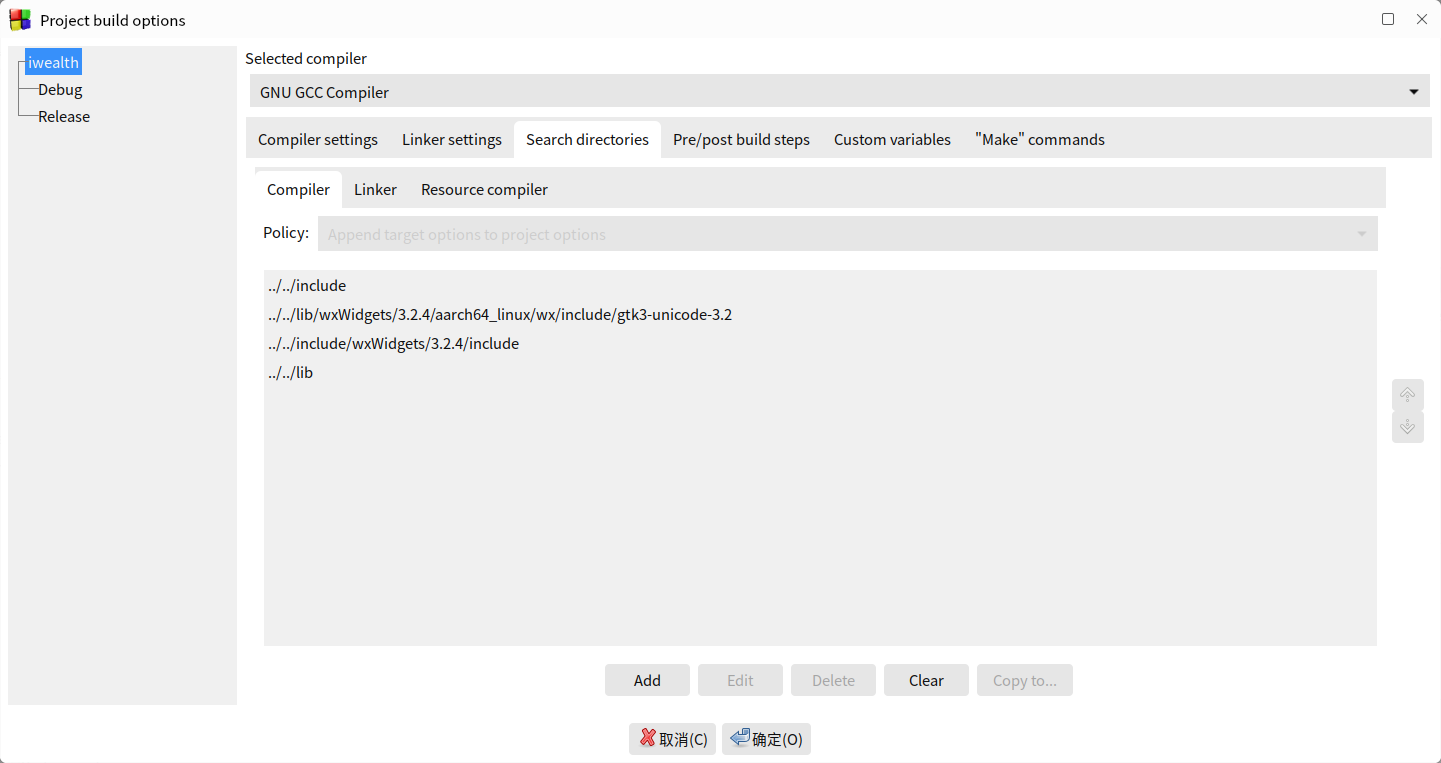 Project build options
iwealth
Debug
Release
Selected compiler
GNU GCC Compiler
Compiler settings Linker settings Search directories Pre/post build steps Custom variables "Make" commands
Compiler Linker Resource compiler
Policy: Append target options to project options
../../include
../../lib/wxWidgets/3.2.4/aarch64_linux/wx/include/gtk3-unicode-3.2
../../include/wxWidgets/3.2.4/include
../../lib
Add Edit Delete Clear Copy to...
取消(C) 确定(O)